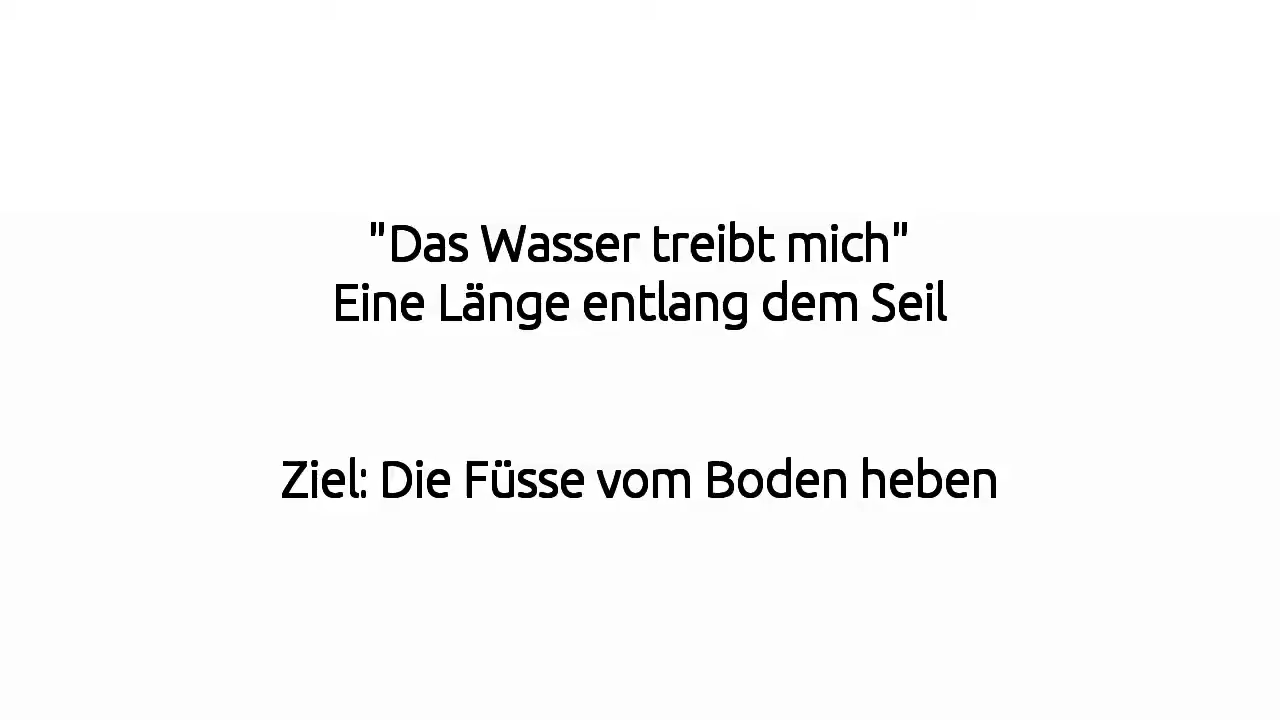 "Das Wasser treibt mich"
Eine Länge entlang dem Seil
Ziel: Die Füsse vom Boden heben